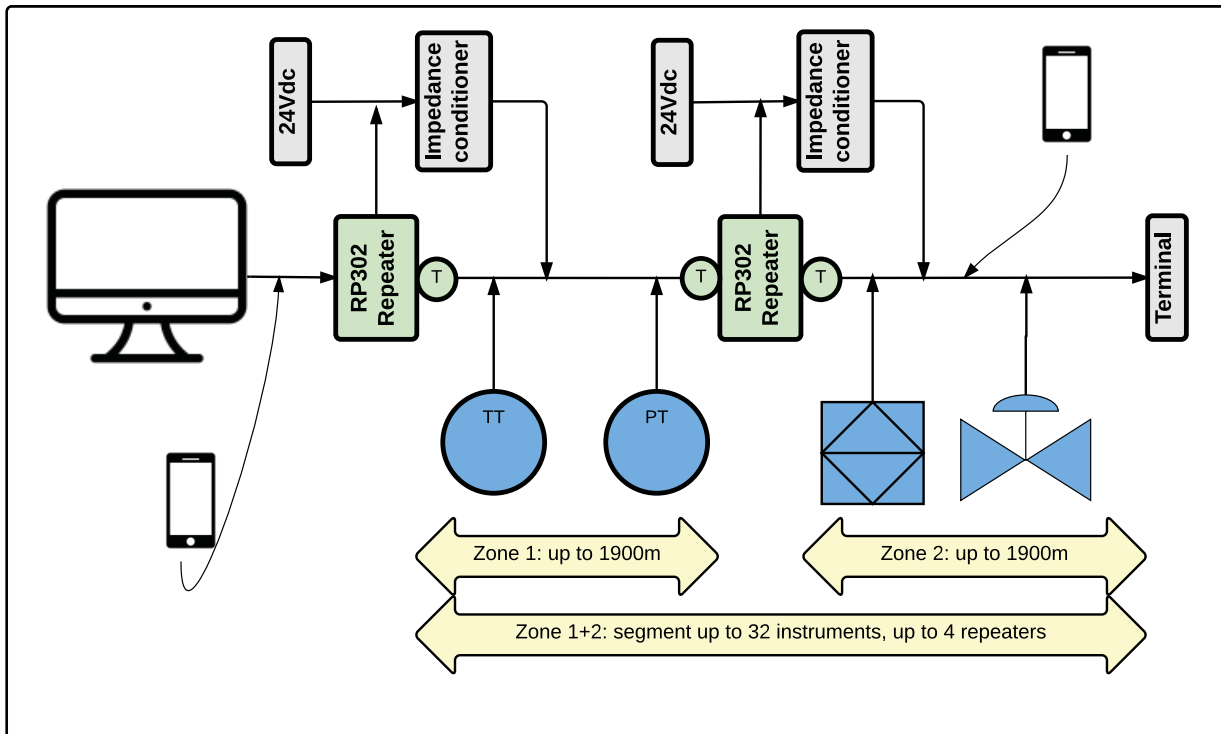 24Vdc
Impedance
conditioner
24Vdc
Impedance
conditioner
RP302
Repeater
T
T
RP302
Repeater
T
Terminal
TT
PT
Zone 1: up to 1900m
Zone 2: up to 1900m
Zone 1+2: segment up to 32 instruments, up to 4 repeaters